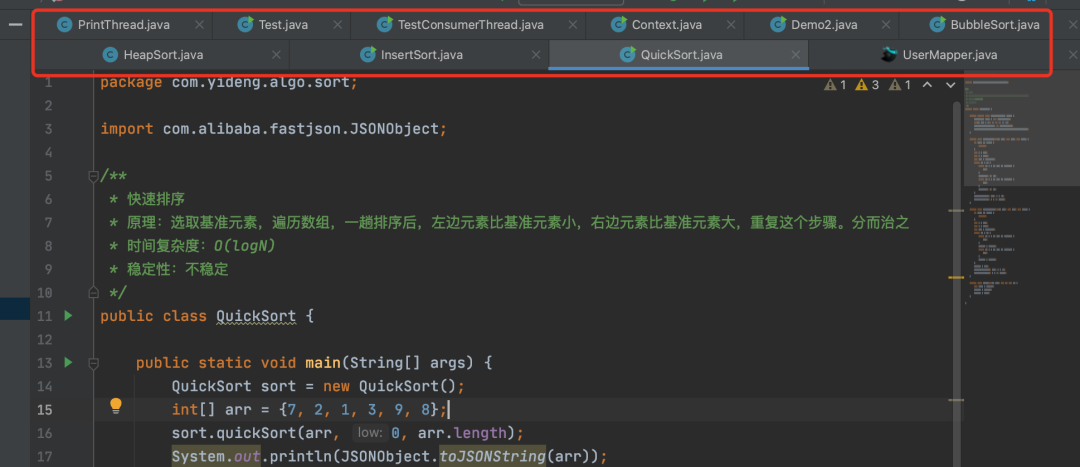 PrintThread.java Test.java TestConsumerThread.java Context.java Demo2.java BubbleSort.java
HeapSort.java InsertSort.java QuickSort.java UserMapper.java
1 package com.yideng.algo.sort; 1 3 1
2
3 import com.alibaba.fastjson.JSONObject;
4
5 /**
6 * 快速排序
7 * 原理：选取基准元素，遍历数组，一趟排序后，左边元素比基准元素小，右边元素比基准元素大，重复这个步骤。分而治之
8 * 时间复杂度：O(logN)
9 * 稳定性：不稳定
10 */
11 public class QuickSort {
12
13 public static void main(String[] args) {
14 QuickSort sort = new QuickSort();
15 int[] arr = {7, 2, 1, 3, 9, 8};
16 sort.quickSort(arr, low: 0, arr.length);
17 System.out.println(JSONObject.toJSONString(arr));